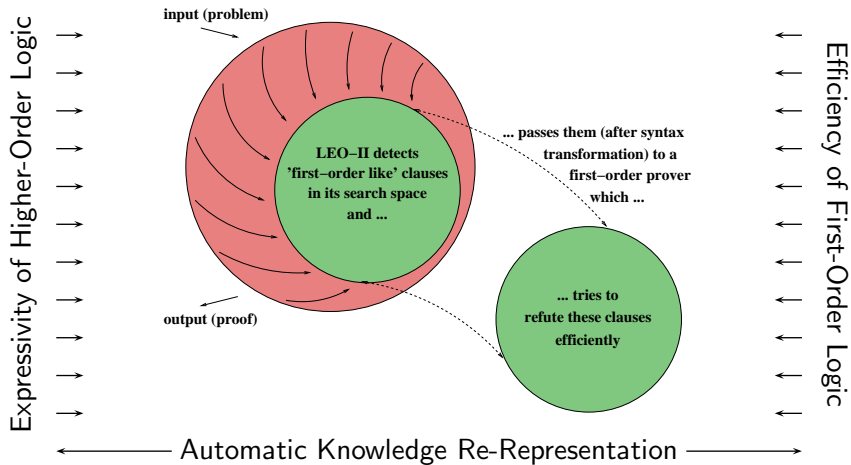 input (problem)
Expressivity of Higher-Order Logic
Efficiency of First-Order Logic
LEO–II detects
'first–order like' clauses
in its search space
and ...
... passes them (after syntax
transformation) to a
first–order prover
which ...
... tries to
refute these clauses
efficiently
output (proof)
Automatic Knowledge Re-Representation